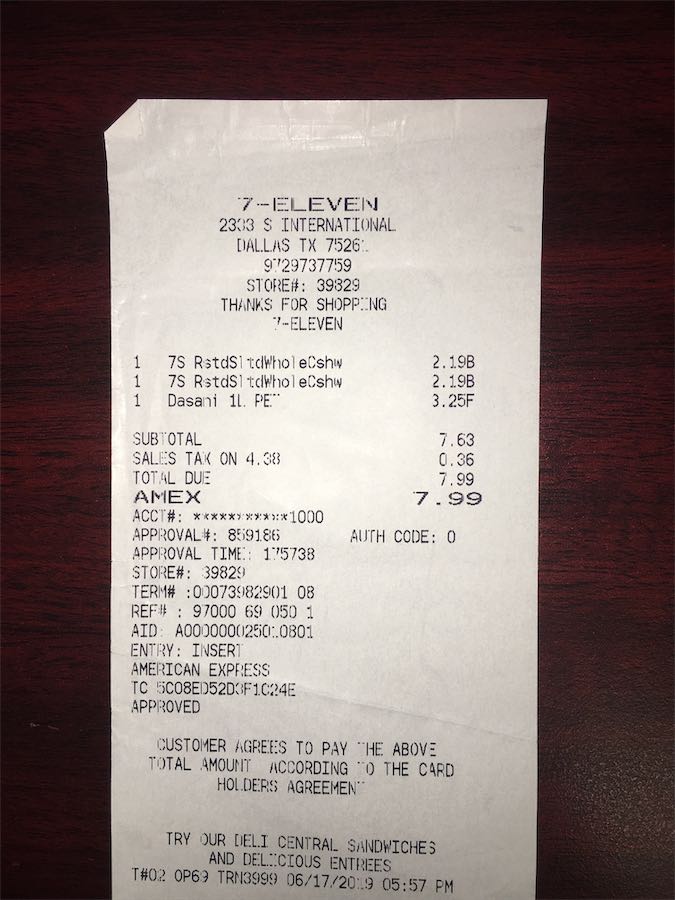 7-ELEVEN
2333 S INTERNATIONAL
DALLAS TX
9729737759
STORE#: 39829
THANKS FOR SHOPPING
7-ELEVEN
1 7S RstdSltdWholeCshw 2.19B
1 7S RstdSltdWholeCshw 2.19B
1 Dasani 1L PET 3.25F
SUBTOTAL 7.63
SALES TAX ON 4.38 0.36
TOTAL DUE 7.99
AMEX 7.99
ACCT#: ***********1000
APPROVAL#: 859186 AUTH CODE: 0
APPROVAL TIME: 175738
STORE#: 39829
TERM# :00073982901 08
REF# : 97000 69 050 1
AID: A000000025010801
ENTRY: INSERT
AMERICAN EXPRESS
TC 5C08ED52D3F1C24E
APPROVED
CUSTOMER AGREES TO PAY THE ABOVE
TOTAL AMOUNT ACCORDING TO THE CARD
HOLDERS AGREEMENT
TRY OUR DELI CENTRAL SANDWICHES
AND DELICIOUS ENTREES
T#02 OP69 TRN3999 06/17/2019 05:57 PM